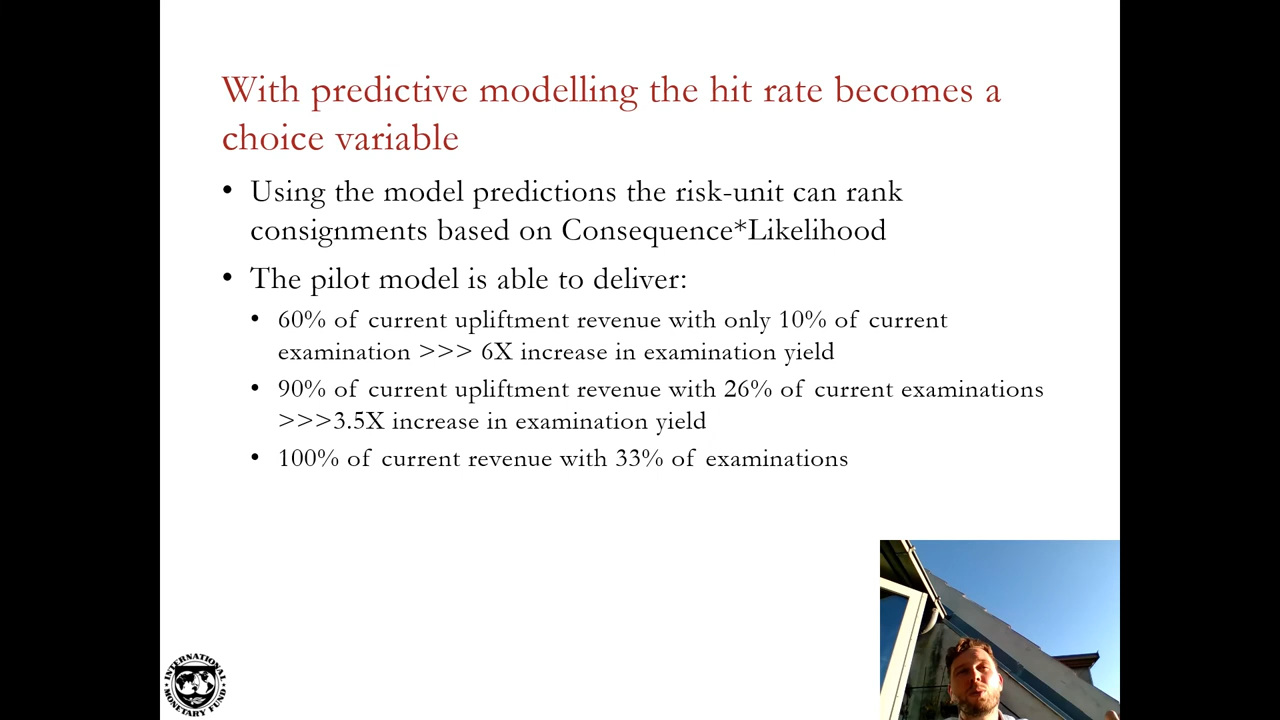 With predictive modelling the hit rate becomes a
choice variable
• Using the model predictions the risk-unit can rank
consignments based on Consequence*Likelihood
• The pilot model is able to deliver:
• 60% of current upliftment revenue with only 10% of current
examination >>> 6X increase in examination yield
• 90% of current upliftment revenue with 26% of current examinations
>>>3.5X increase in examination yield
• 100% of current revenue with 33% of examinations
INTERNATIONAL
MONETARY FUND